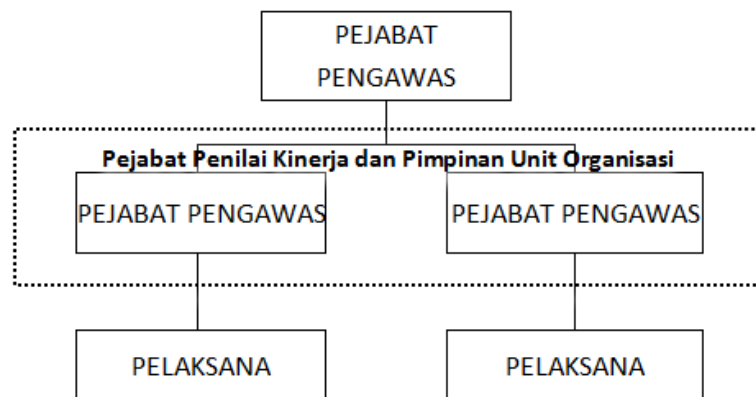 PEJABAT
PENGAWAS
Pejabat Penilai Kinerja dan Pimpinan Unit Organisasi
PEJABAT PENGAWAS
PEJABAT PENGAWAS
PELAKSANA
PELAKSANA